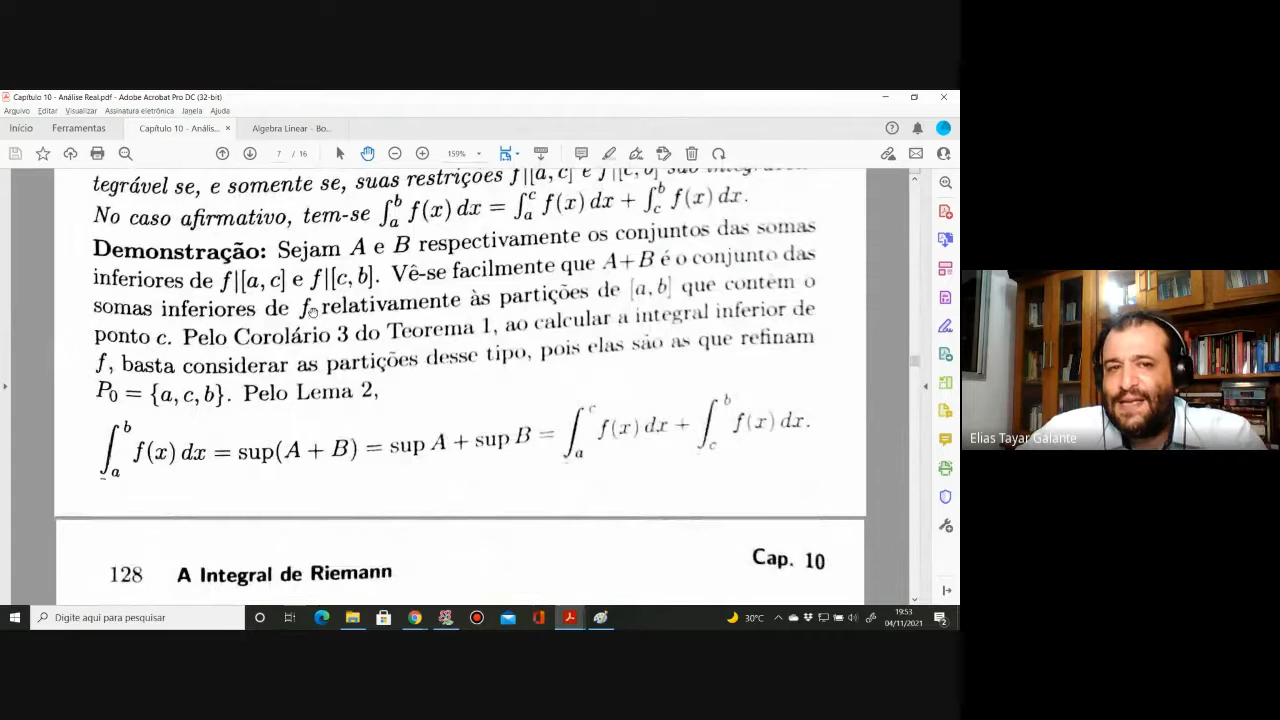 Capítulo 10 - Análise Real.pdf - Adobe Acrobat Pro DC (32-bit)
Arquivo Editar Visualizar Assinatura eletrônica Janela Ajuda
Início Ferramentas Capítulo 10 - Anális... × Algebra Linear - Bo...
7 / 16 159%
tegrável se, e somente se, suas restrições f|[a, c] e f|[c, b] são
No caso afirmativo, tem-se ∫_a^b f(x) dx = ∫_a^c f(x) dx + ∫_c^b f(x) dx.
Demonstração: Sejam A e B respectivamente os conjuntos das somas
inferiores de f|[a, c] e f|[c, b]. Vê-se facilmente que A+B é o conjunto das
somas inferiores de f relativamente às partições de [a, b] que contêm o
ponto c. Pelo Corolário 3 do Teorema 1, ao calcular a integral inferior de
f, basta considerar as partições desse tipo, pois elas são as que refinam
P₀ = {a, c, b}. Pelo Lema 2,
∫_a^b f(x) dx = sup(A + B) = sup A + sup B = ∫_a^c f(x) dx + ∫_c^b f(x) dx.
128 A Integral de Riemann Cap. 10
Elias Tayar Galante
Digite aqui para pesquisar
30°C
19:53
04/11/2021
2